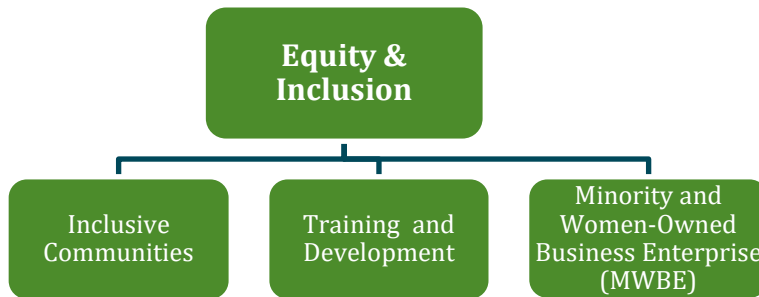 Equity &
Inclusion
Inclusive
Communities
Training and
Development
Minority and
Women-Owned
Business Enterprise
(MWBE)